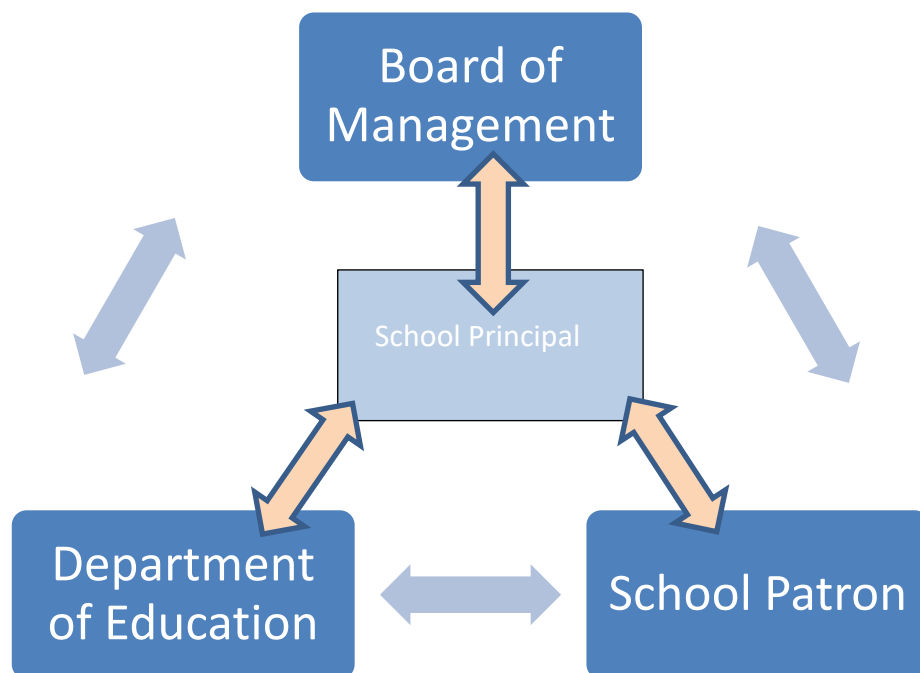 Board of
Management
School Principal
Department
of Education
School Patron